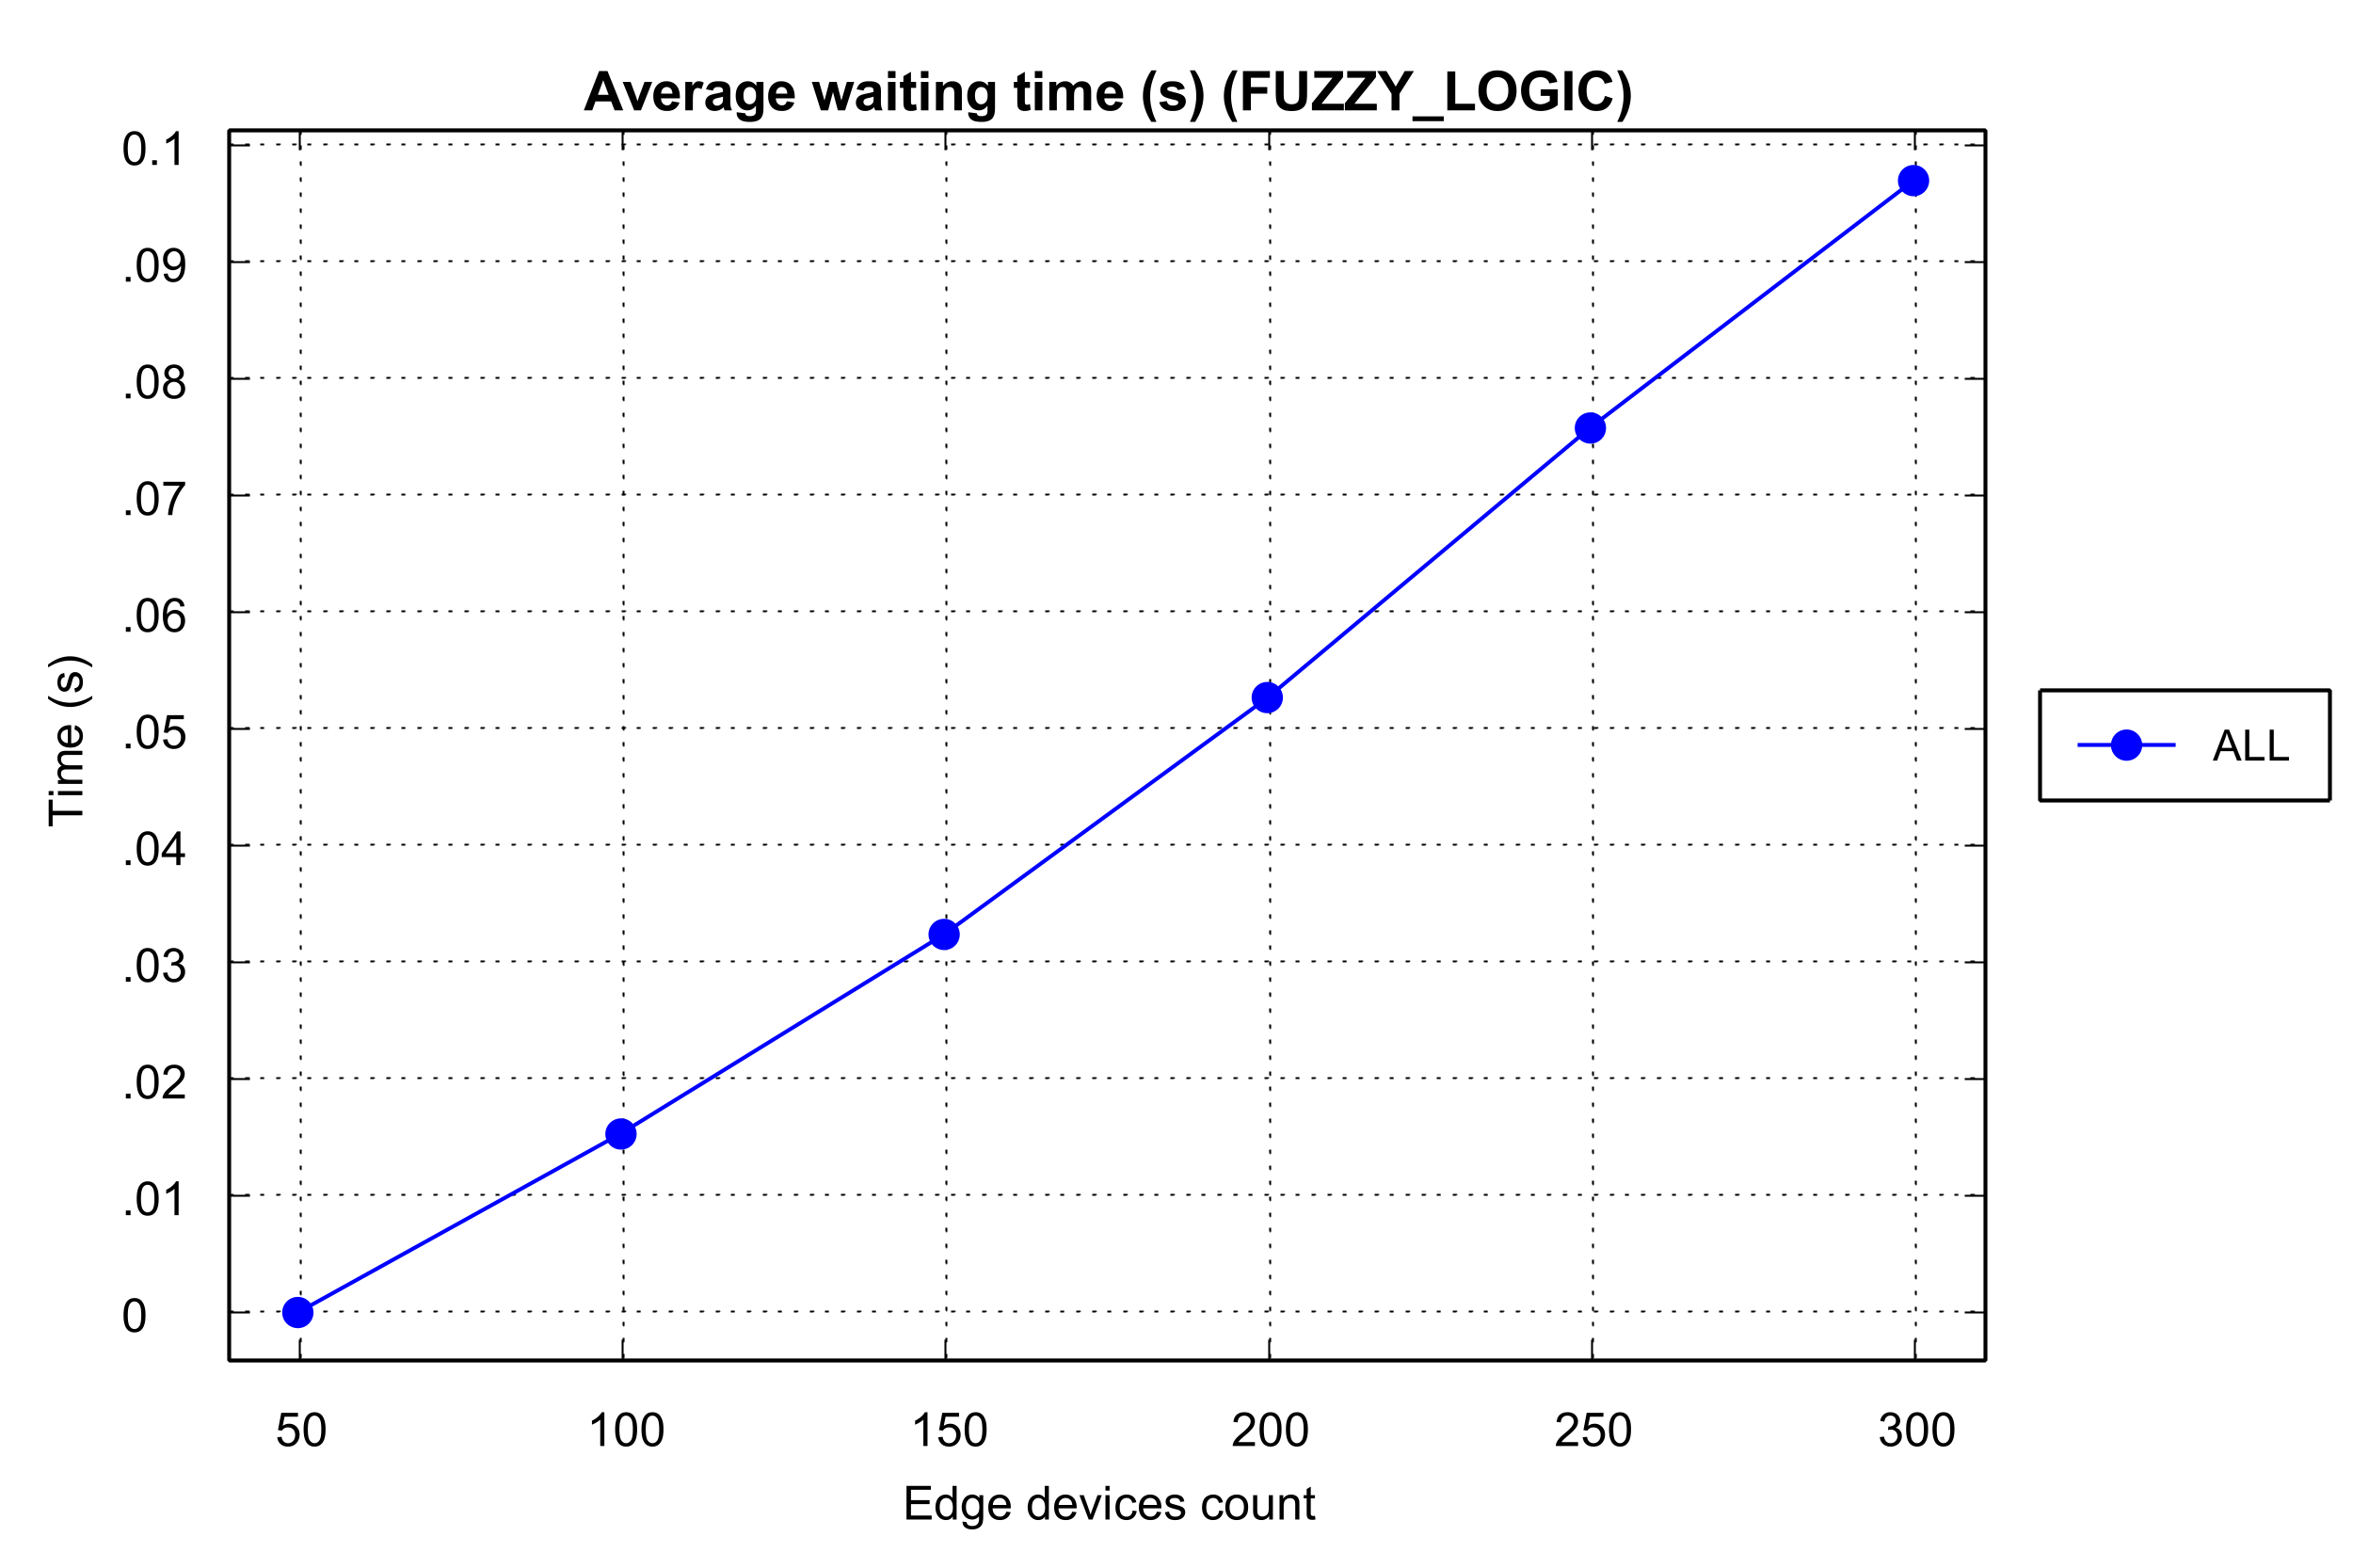 Average waiting time (s) (FUZZY_LOGIC)
0.1
.09
.08
.07
.06
.05
.04
.03
.02
.01
0
Time (s)
50 100 150 200 250 300
Edge devices count
ALL